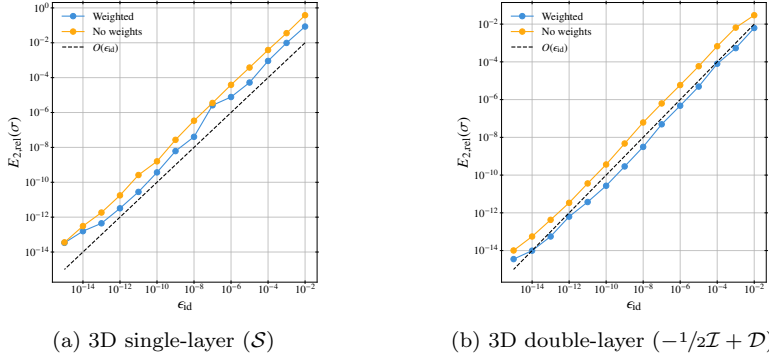 10⁰
10⁻²
10⁻⁴
10⁻⁶
10⁻⁸
10⁻¹⁰
10⁻¹²
10⁻¹⁴
E₂,rel(σ)
Weighted
No weights
O(ϵid)
10⁻¹⁴ 10⁻¹² 10⁻¹⁰ 10⁻⁸ 10⁻⁶ 10⁻⁴ 10⁻²
ϵid
(a) 3D single-layer (𝒮)
10⁻²
10⁻⁴
10⁻⁶
10⁻⁸
10⁻¹⁰
10⁻¹²
10⁻¹⁴
E₂,rel(σ)
Weighted
No weights
O(ϵid)
10⁻¹⁴ 10⁻¹² 10⁻¹⁰ 10⁻⁸ 10⁻⁶ 10⁻⁴ 10⁻²
ϵid
(b) 3D double-layer (−1/2ℐ + 𝒟)